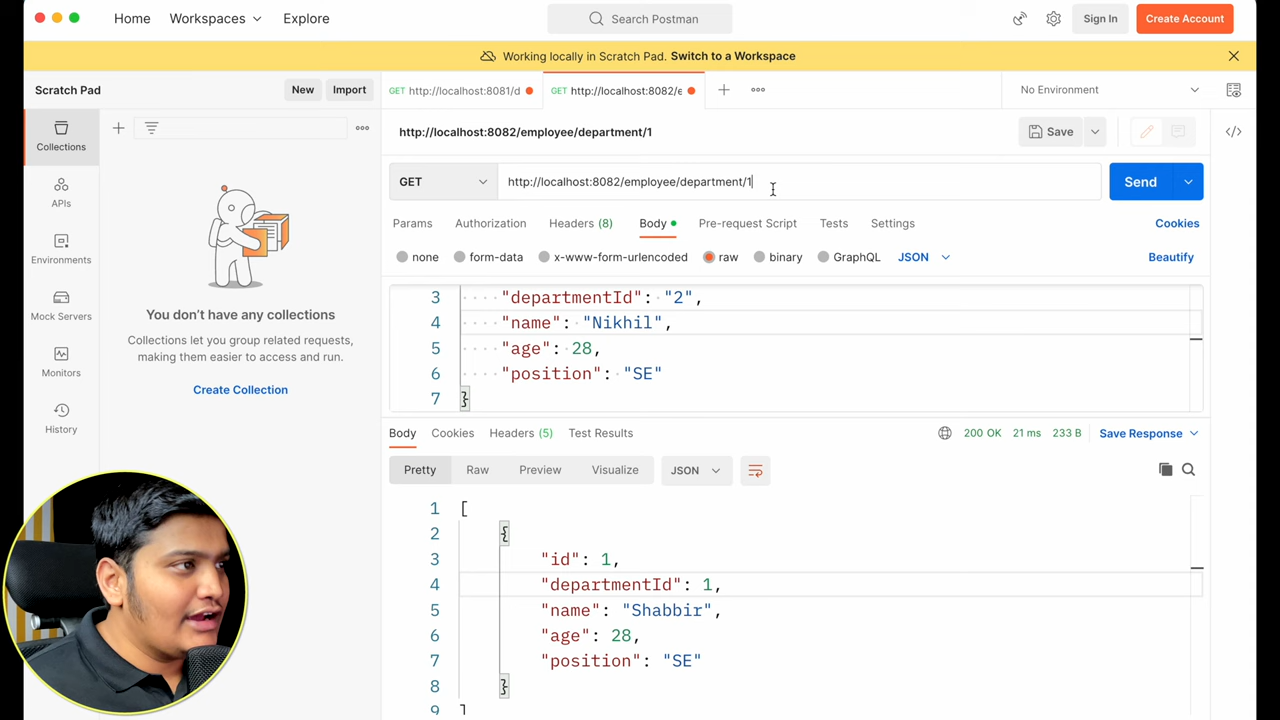 Home
Workspaces
Explore
Search Postman
Sign In
Create Account
Working locally in Scratch Pad. Switch to a Workspace
Scratch Pad
New
Import
GET http://localhost:8081/d
GET http://localhost:8082/e
No Environment
Collections
http://localhost:8082/employee/department/1
Save
GET
http://localhost:8082/employee/department/1
Send
APIs
Params
Authorization
Headers (8)
Body
Pre-request Script
Tests
Settings
Cookies
none
form-data
x-www-form-urlencoded
raw
binary
GraphQL
JSON
Beautify
Environments
Mock Servers
Monitors
History
You don't have any collections
Collections let you group related requests,
making them easier to access and run.
Create Collection
3 "departmentId": "2",
4 "name": "Nikhil",
5 "age": 28,
6 "position": "SE"
7 }
Body
Cookies
Headers (5)
Test Results
200 OK
21 ms
233 B
Save Response
Pretty
Raw
Preview
Visualize
JSON
1 [
2 {
3 "id": 1,
4 "departmentId": 1,
5 "name": "Shabbir",
6 "age": 28,
7 "position": "SE"
8 }
9 ]